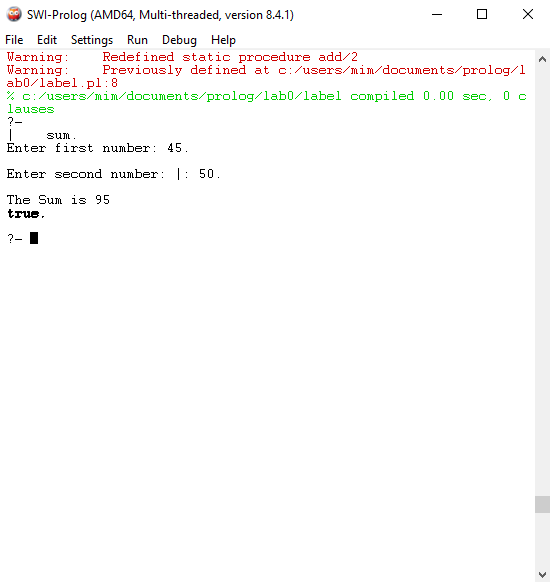 SWI-Prolog (AMD64, Multi-threaded, version 8.4.1)
File Edit Settings Run Debug Help
Warning:    Redefined static procedure add/2
Warning:    Previously defined at c:/users/mim/documents/prolog/l
ab0/label.pl:8
% c:/users/mim/documents/prolog/lab0/label compiled 0.00 sec, 0 c
lauses
?-
|    sum.
Enter first number: 45.
Enter second number: |: 50.
The Sum is 95
true.
?-